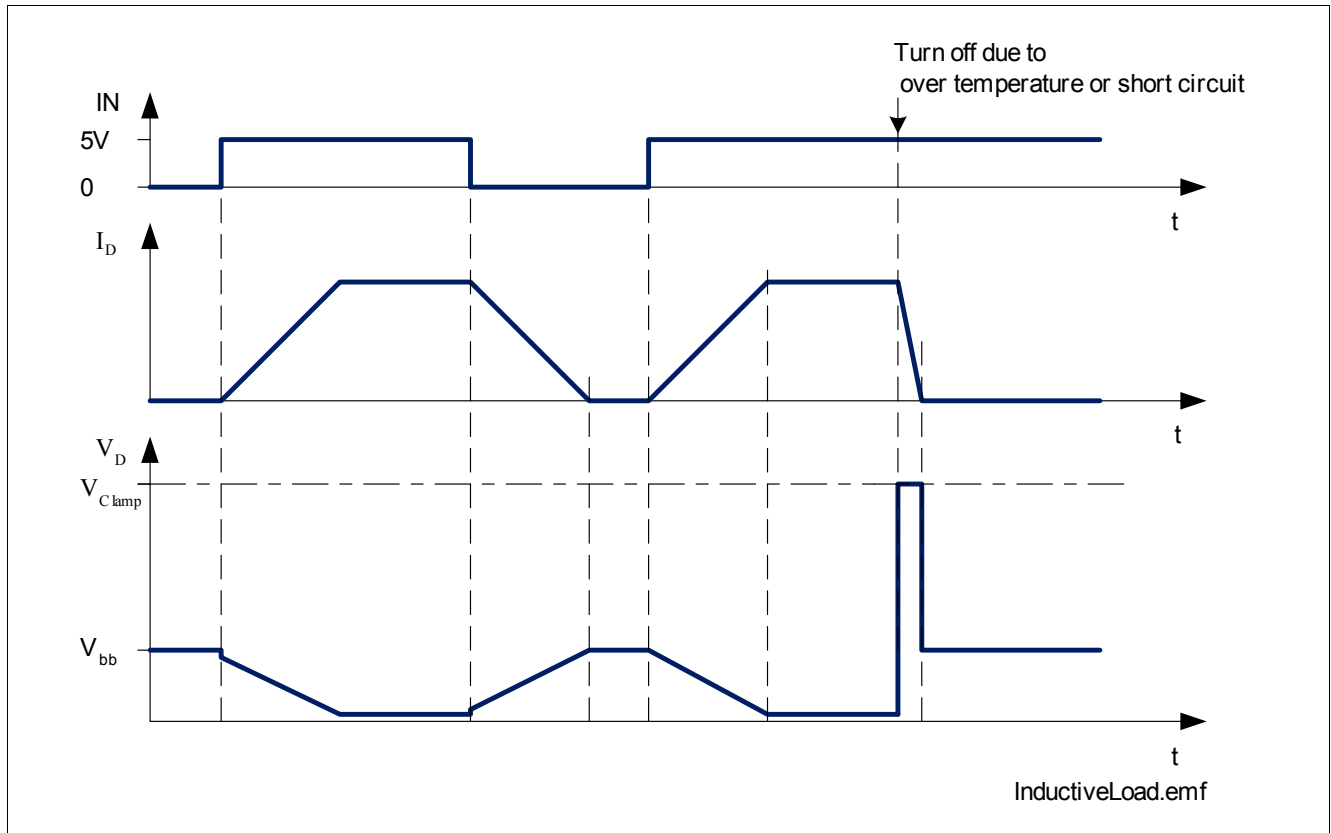 Turn off due to
over temperature or short circuit
IN
5V
0
t
I_D
t
V_D
V_Clamp
V_bb
t
InductiveLoad.emf